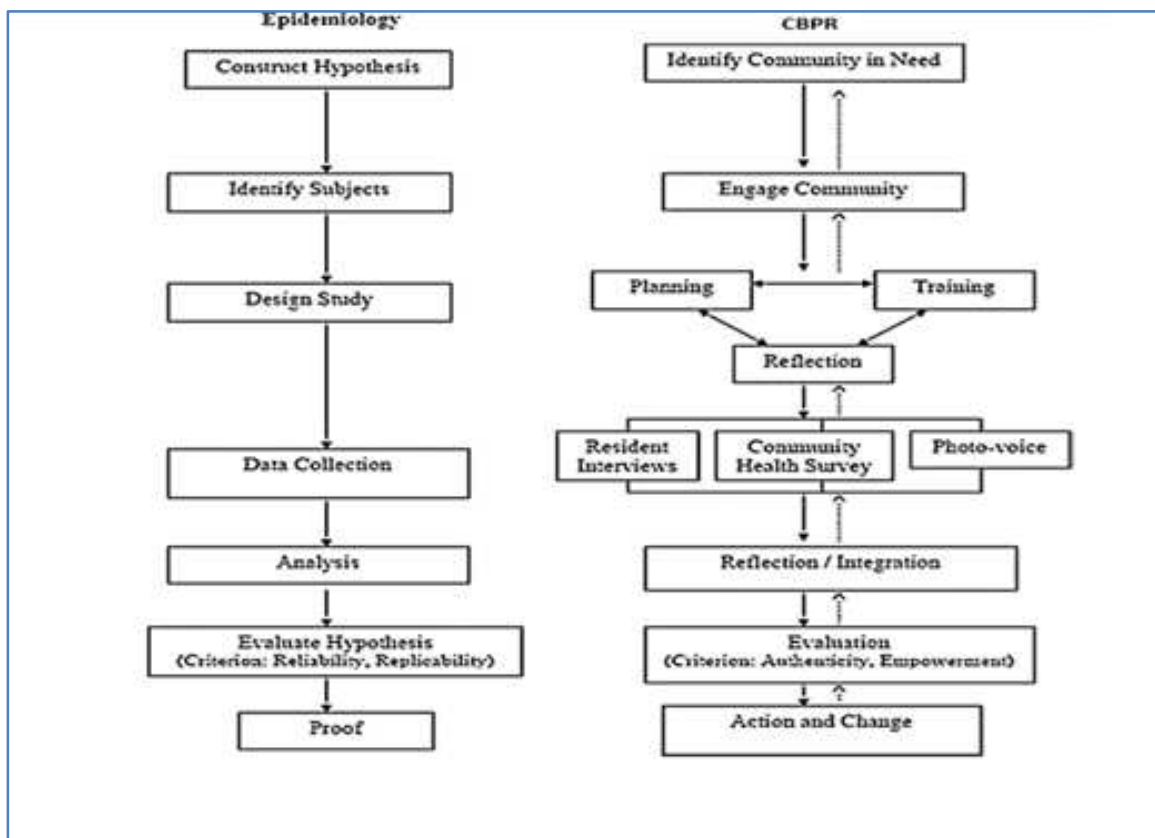 Epidemiology
Construct Hypothesis
Identify Subjects
Design Study
Data Collection
Analysis
Evaluate Hypothesis
(Criterion: Reliability, Replicability)
Proof
CBPR
Identify Community in Need
Engage Community
Planning
Training
Reflection
Resident
Interviews
Community
Health Survey
Photo-voice
Reflection / Integration
Evaluation
(Criterion: Authenticity, Empowerment)
Action and Change